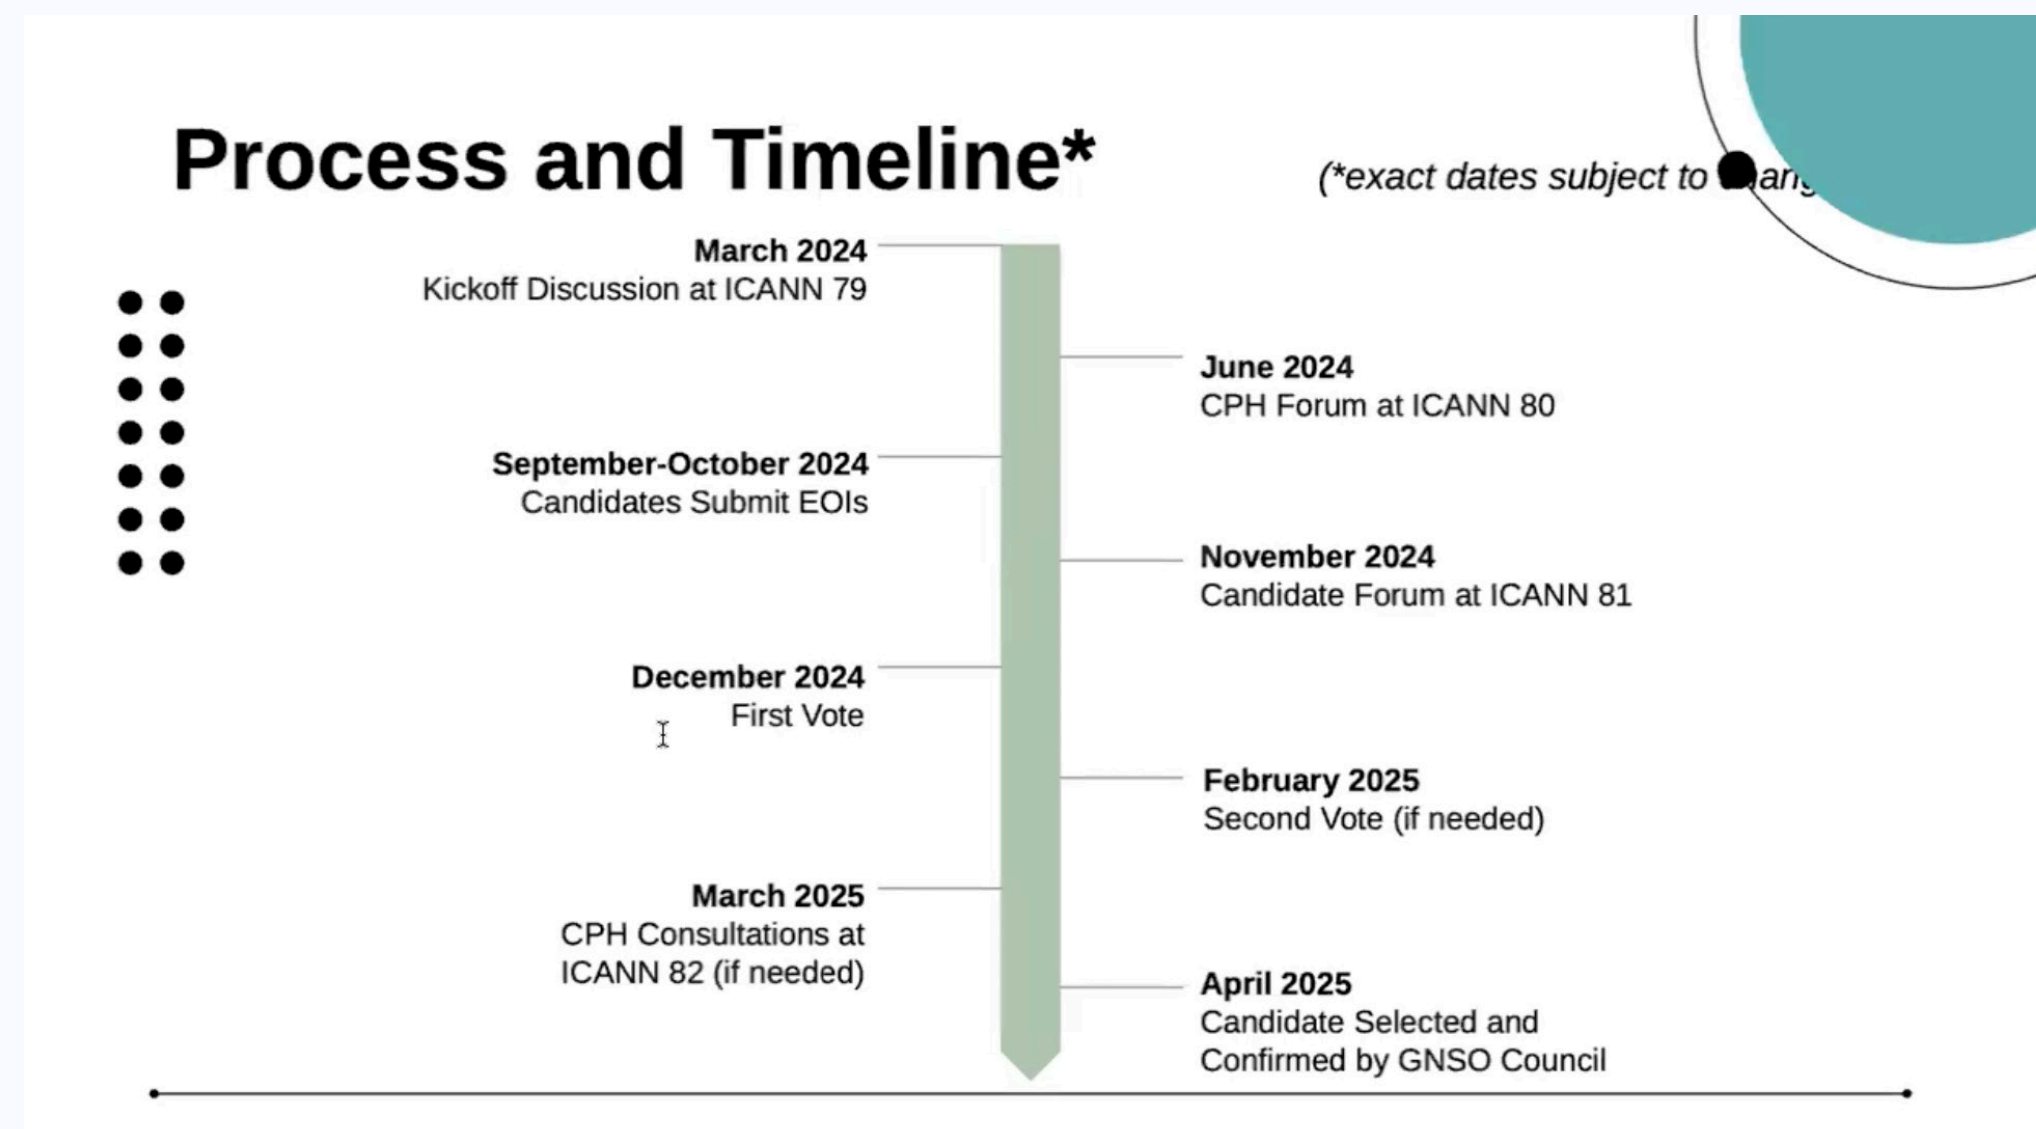 Process and Timeline*
(*exact dates subject to
March 2024
Kickoff Discussion at ICANN 79
June 2024
CPH Forum at ICANN 80
September-October 2024
Candidates Submit EOIs
November 2024
Candidate Forum at ICANN 81
December 2024
First Vote
February 2025
Second Vote (if needed)
March 2025
CPH Consultations at
ICANN 82 (if needed)
April 2025
Candidate Selected and
Confirmed by GNSO Council